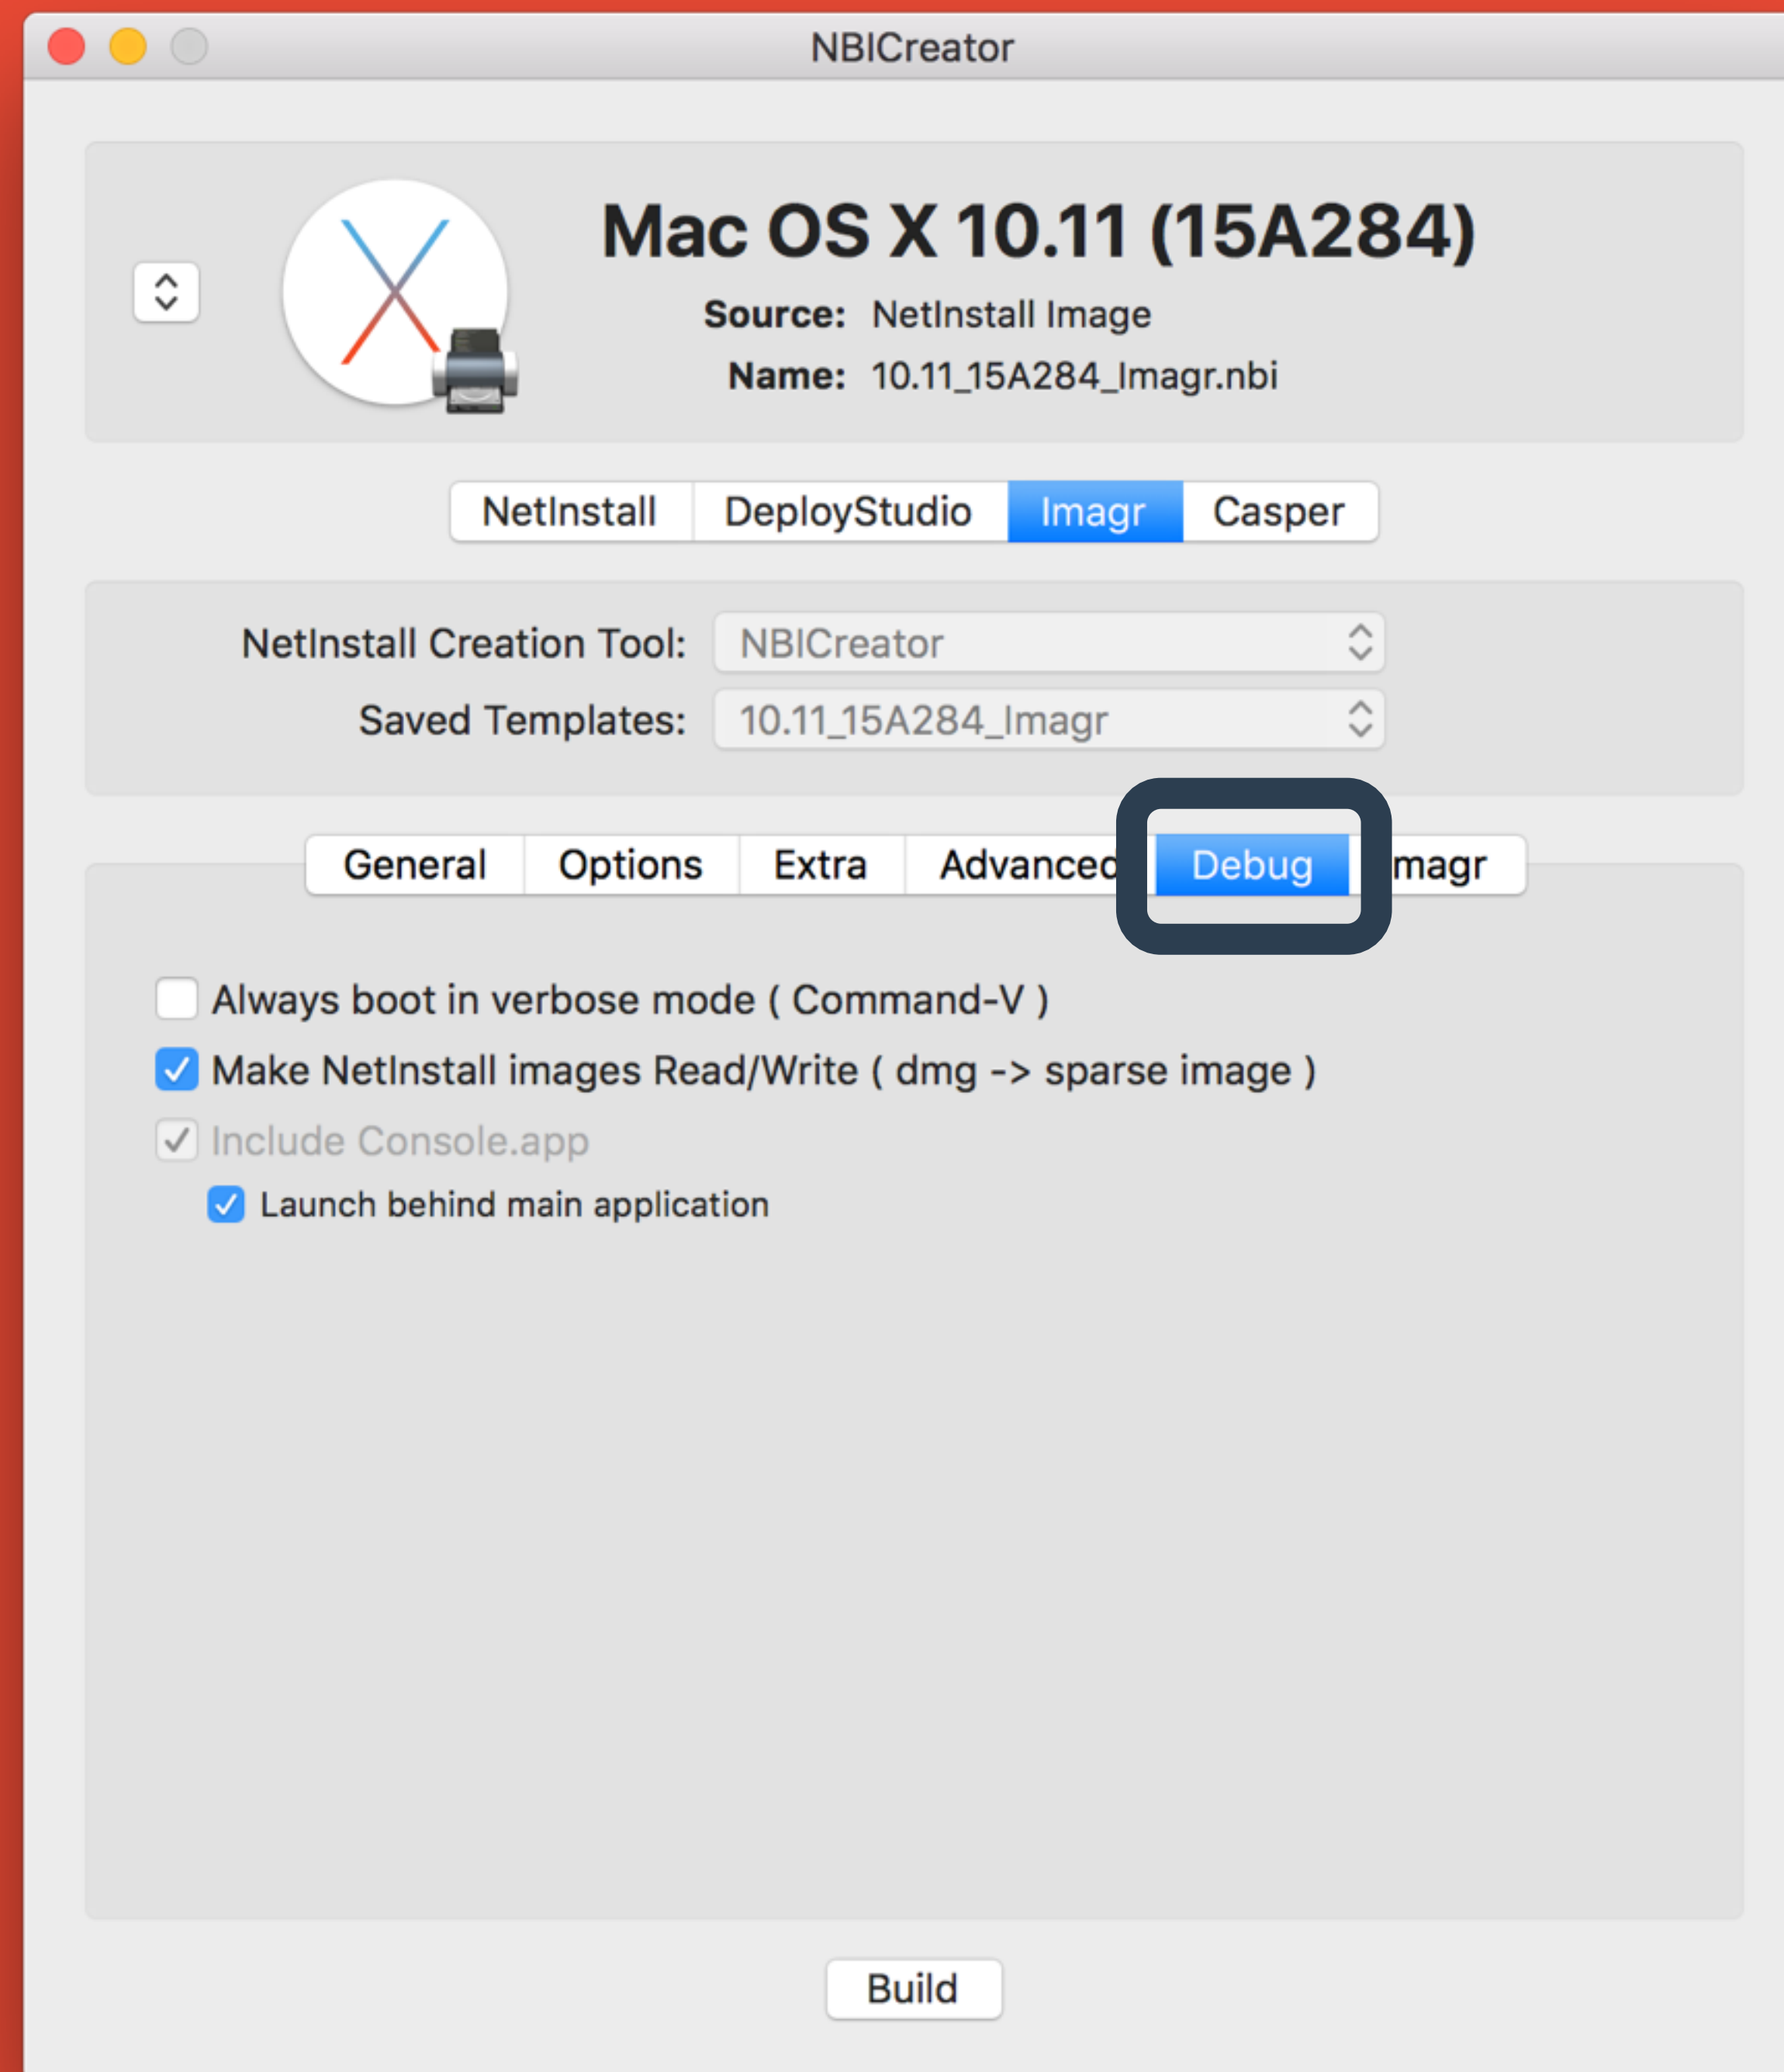 NBICreator
Mac OS X 10.11 (15A284)
Source: NetInstall Image
Name: 10.11_15A284_Imagr.nbi
NetInstall DeployStudio Imagr Casper
NetInstall Creation Tool: NBICreator
Saved Templates: 10.11_15A284_Imagr
General Options Extra Advanced Debug magr
Always boot in verbose mode ( Command-V )
Make NetInstall images Read/Write ( dmg -> sparse image )
Include Console.app
Launch behind main application
Build